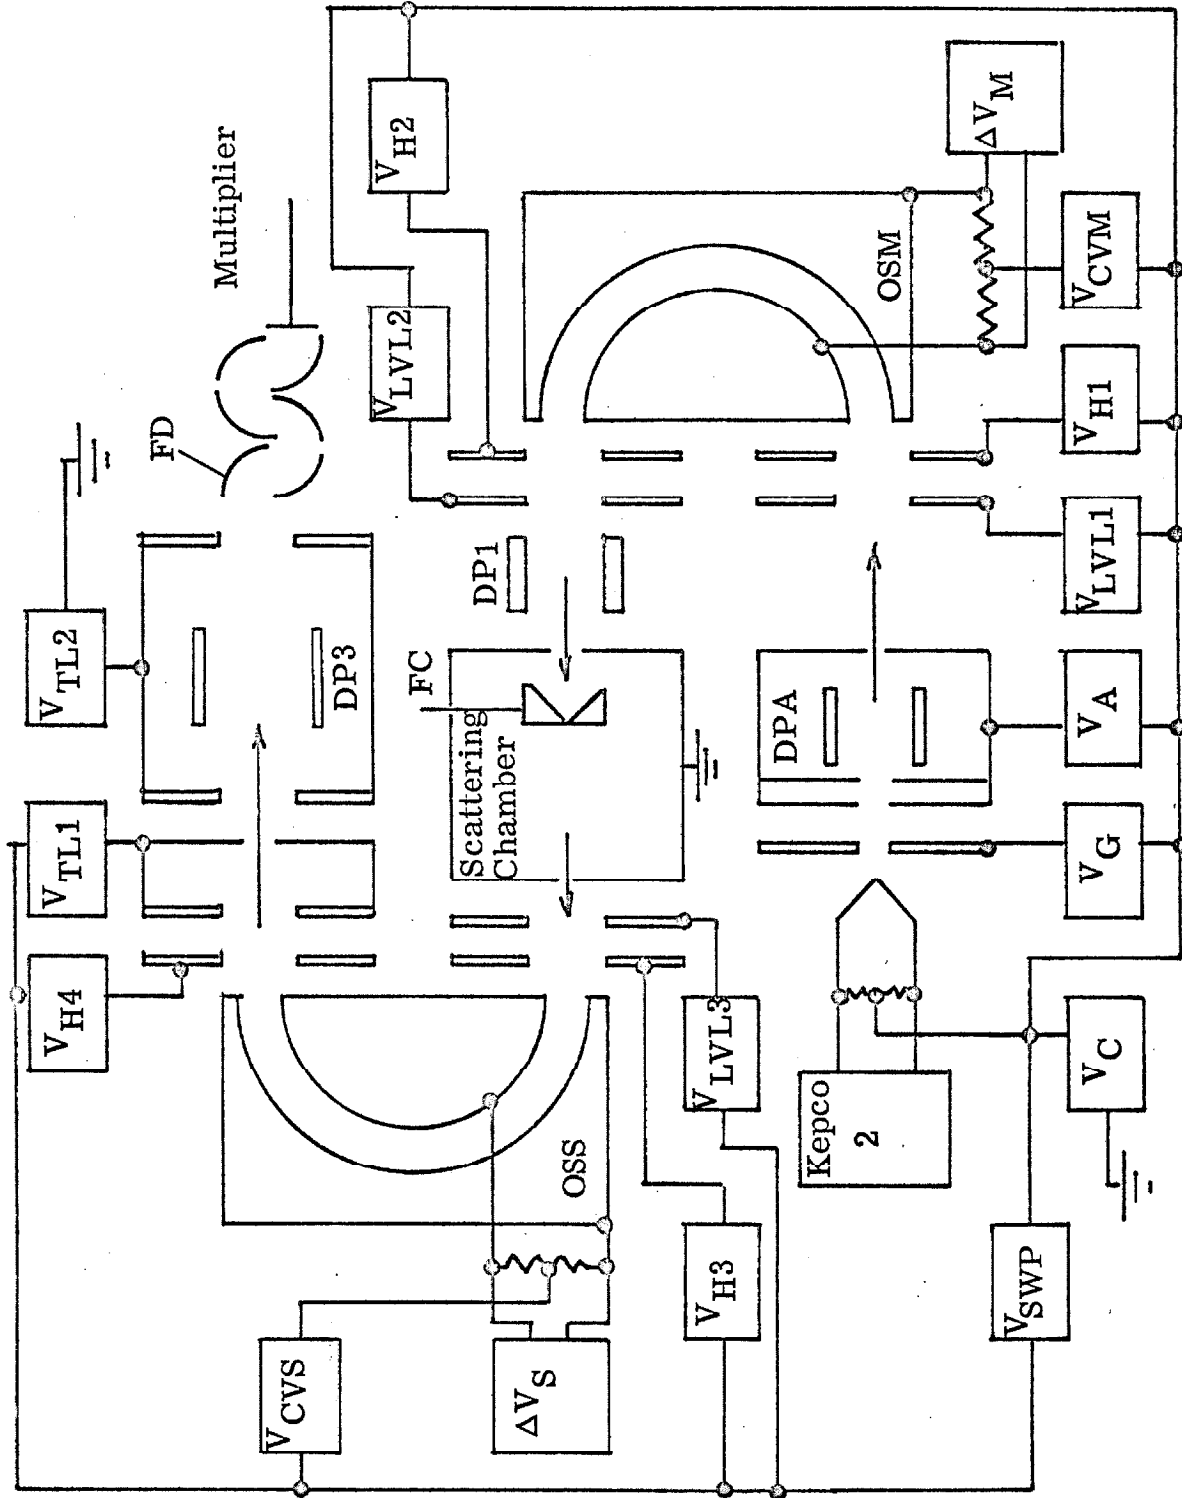 Multiplier
FD
V_H2
V_LVL2
ΔV_M
OSM
V_CVM
V_H1
V_LVL1
V_TL2
DP3
DP1
FC
Scattering
Chamber
DPA
V_A
V_G
V_TL1
V_H4
OSS
V_LVL3
Kepco
2
V_C
V_H3
V_SWP
V_CVS
ΔV_S